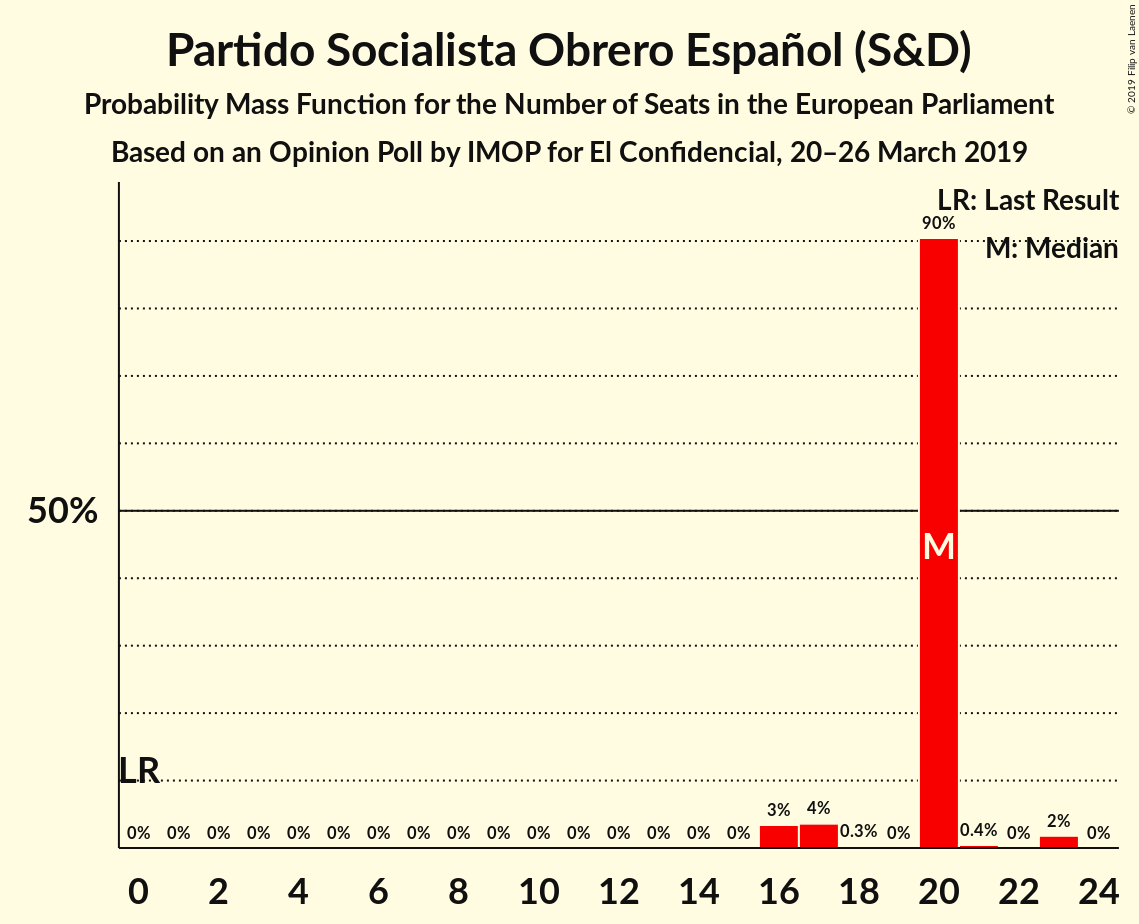 Partido Socialista Obrero Español (S&D)
Probability Mass Function for the Number of Seats in the European Parliament
Based on an Opinion Poll by IMOP for El Confidencial, 20–26 March 2019
© 2019 Filip van Laenen
LR: Last Result
M: Median
90%
50%
M
LR
0% 0% 0% 0% 0% 0% 0% 0% 0% 0% 0% 0% 0% 0% 0% 0% 3% 4% 0.3% 0% 0.4% 0% 2% 0%
0 2 4 6 8 10 12 14 16 18 20 22 24